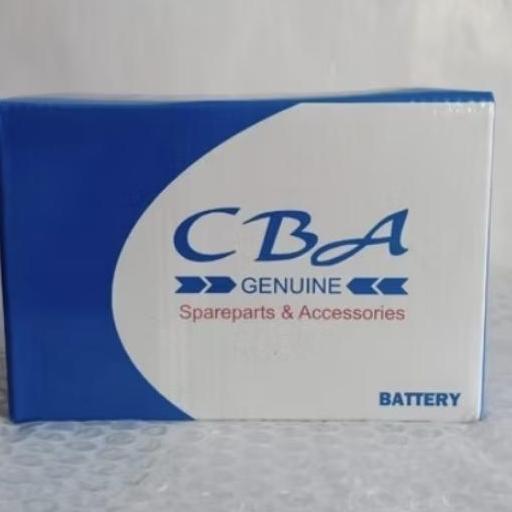 CBA
GENUINE
Spareparts & Accessories
BATTERY